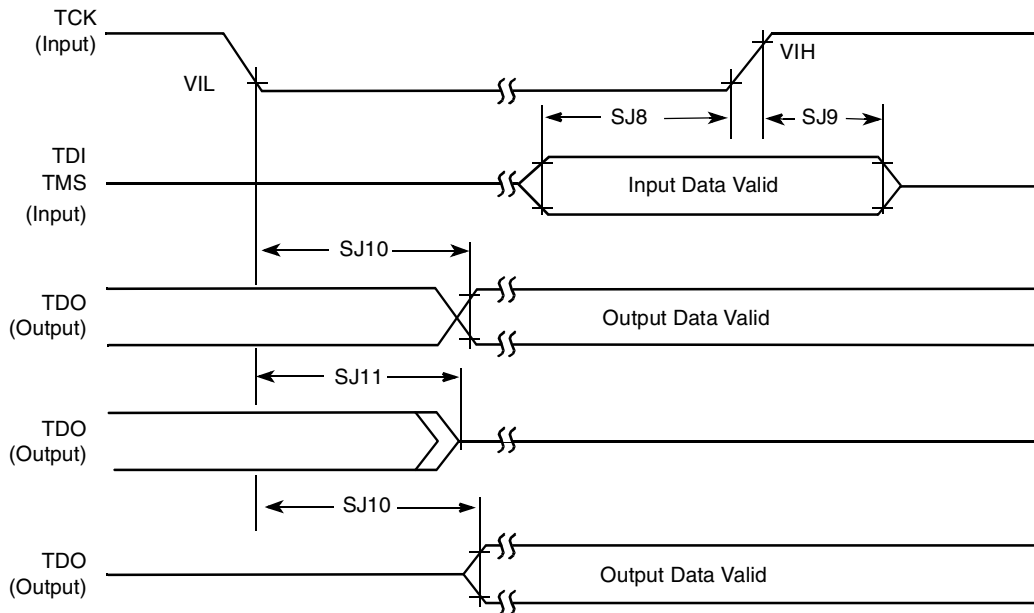 TCK
(Input)
VIL
VIH
SJ8
SJ9
TDI
TMS
(Input)
Input Data Valid
SJ10
TDO
(Output)
Output Data Valid
SJ11
TDO
(Output)
SJ10
TDO
(Output)
Output Data Valid